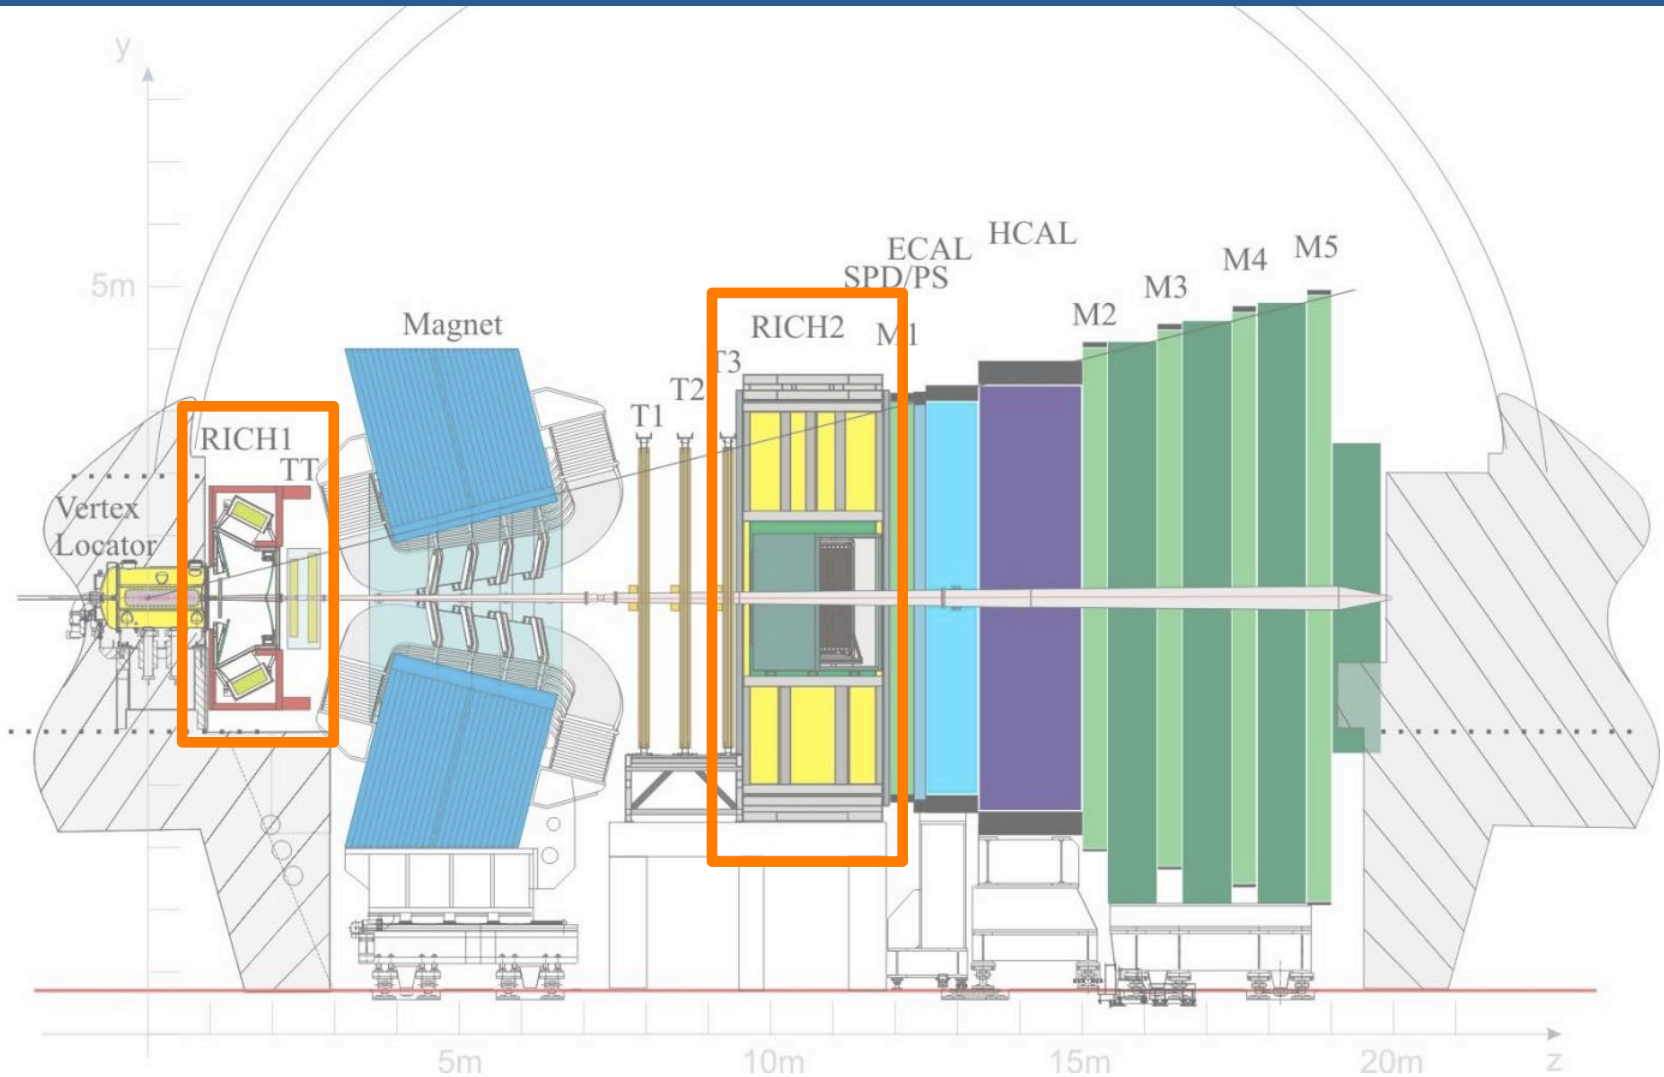 y
5m
HCAL
ECAL
SPD/PS
M5
M4
M3
M2
Magnet
RICH2
M1
T3
T2
T1
RICH1
TT
Vertex
Locator
5m
10m
15m
20m
z